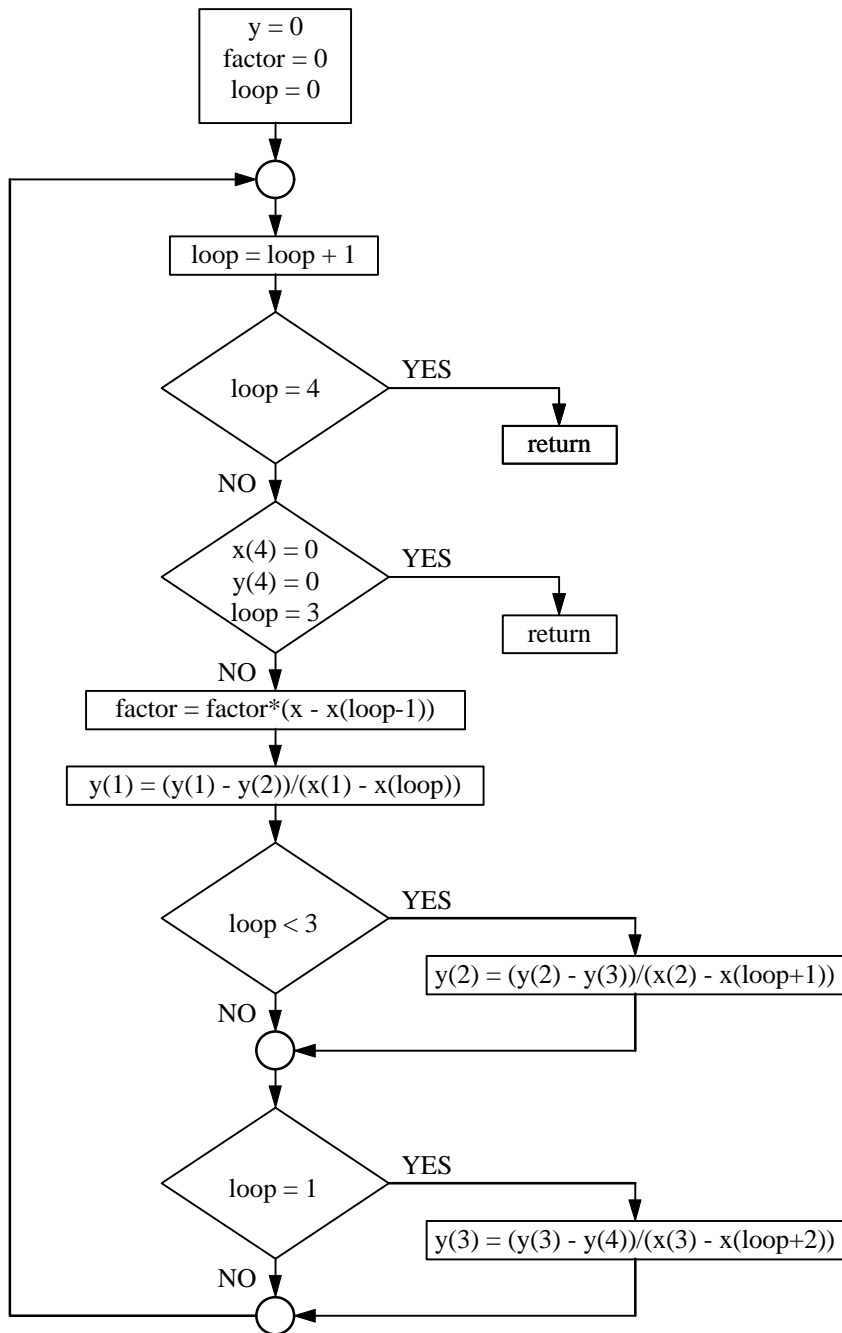 y = 0
factor = 0
loop = 0
loop = loop + 1
loop = 4
YES
return
NO
x(4) = 0
y(4) = 0
loop = 3
YES
return
NO
factor = factor*(x - x(loop-1))
y(1) = (y(1) - y(2))/(x(1) - x(loop))
loop < 3
YES
y(2) = (y(2) - y(3))/(x(2) - x(loop+1))
NO
loop = 1
YES
y(3) = (y(3) - y(4))/(x(3) - x(loop+2))
NO